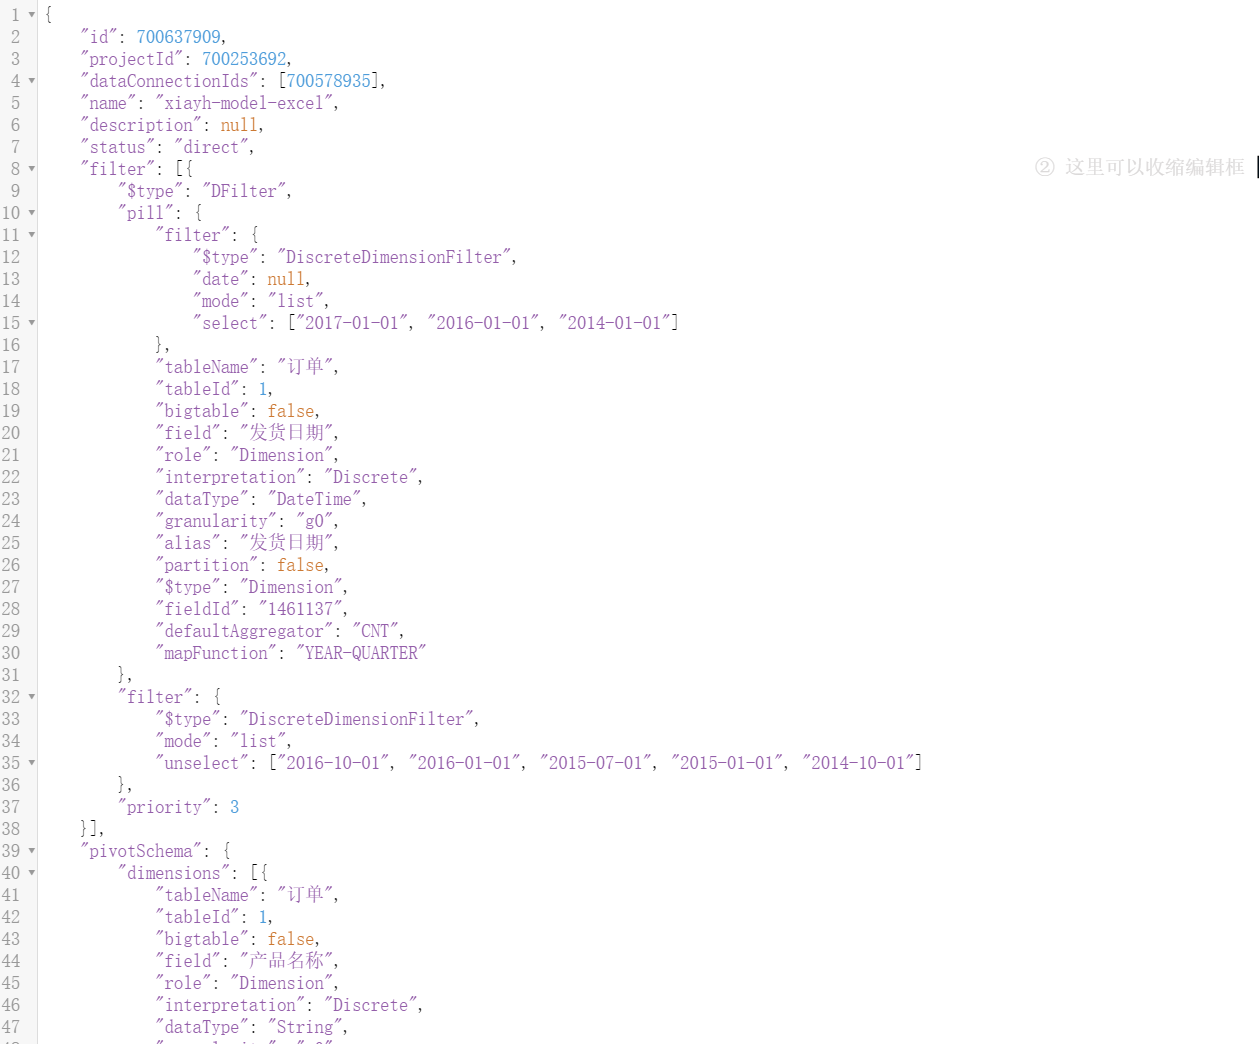 1 {
2 "id": 700637909,
3 "projectId": 700253692,
4 "dataConnectionIds": [700578935],
5 "name": "xiayh-model-excel",
6 "description": null,
7 "status": "direct",
8 "filter": [{
② 这里可以收缩编辑框
9 "$type": "DFilter",
10 "pill": {
11 "filter": {
12 "$type": "DiscreteDimensionFilter",
13 "date": null,
14 "mode": "list",
15 "select": ["2017-01-01", "2016-01-01", "2014-01-01"]
16 },
17 "tableName": "订单",
18 "tableId": 1,
19 "bigtable": false,
20 "field": "发货日期",
21 "role": "Dimension",
22 "interpretation": "Discrete",
23 "dataType": "DateTime",
24 "granularity": "g0",
25 "alias": "发货日期",
26 "partition": false,
27 "$type": "Dimension",
28 "fieldId": "1461137",
29 "defaultAggregator": "CNT",
30 "mapFunction": "YEAR-QUARTER"
31 },
32 "filter": {
33 "$type": "DiscreteDimensionFilter",
34 "mode": "list",
35 "unselect": ["2016-10-01", "2016-01-01", "2015-07-01", "2015-01-01", "2014-10-01"]
36 },
37 "priority": 3
38 }],
39 "pivotSchema": {
40 "dimensions": [{
41 "tableName": "订单",
42 "tableId": 1,
43 "bigtable": false,
44 "field": "产品名称",
45 "role": "Dimension",
46 "interpretation": "Discrete",
47 "dataType": "String",